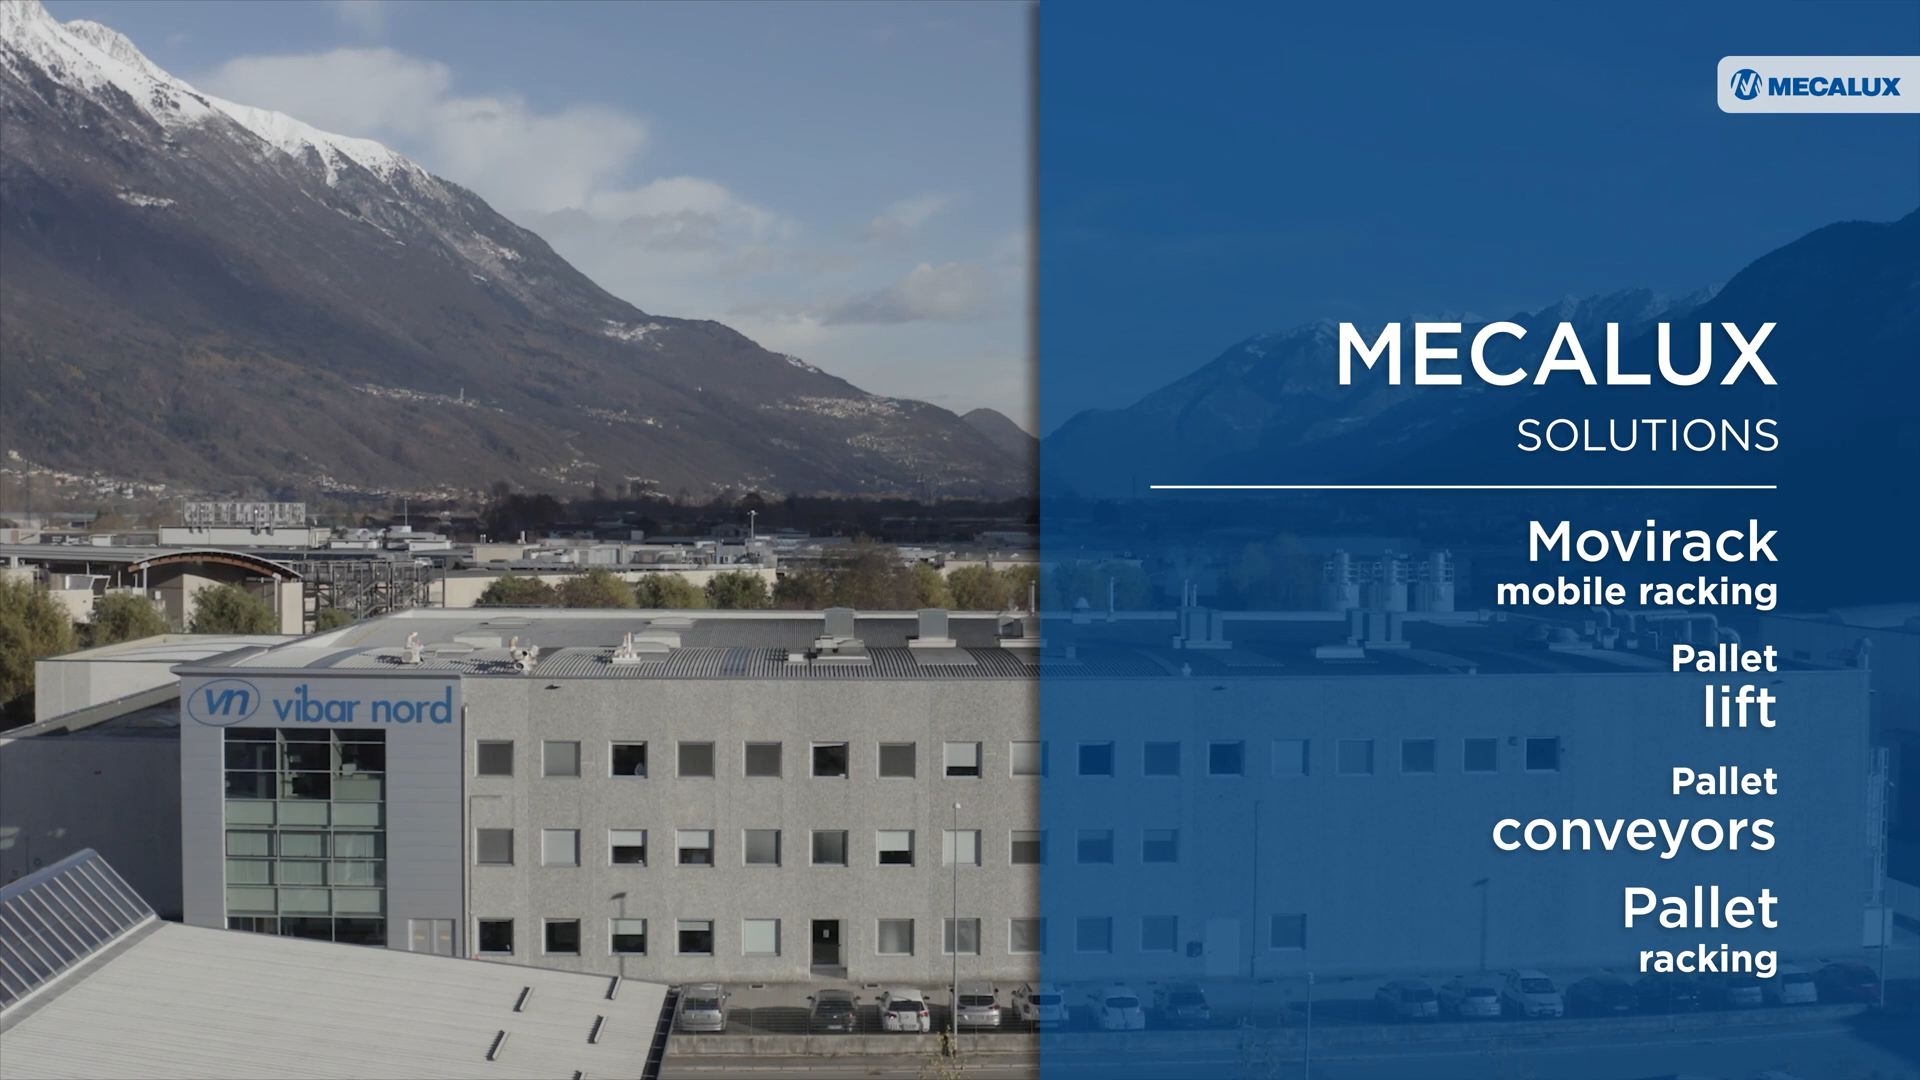 MECALUX
MECALUX
SOLUTIONS
Movirack
mobile racking
Pallet
lift
Pallet
conveyors
Pallet
racking
vn vibar nord